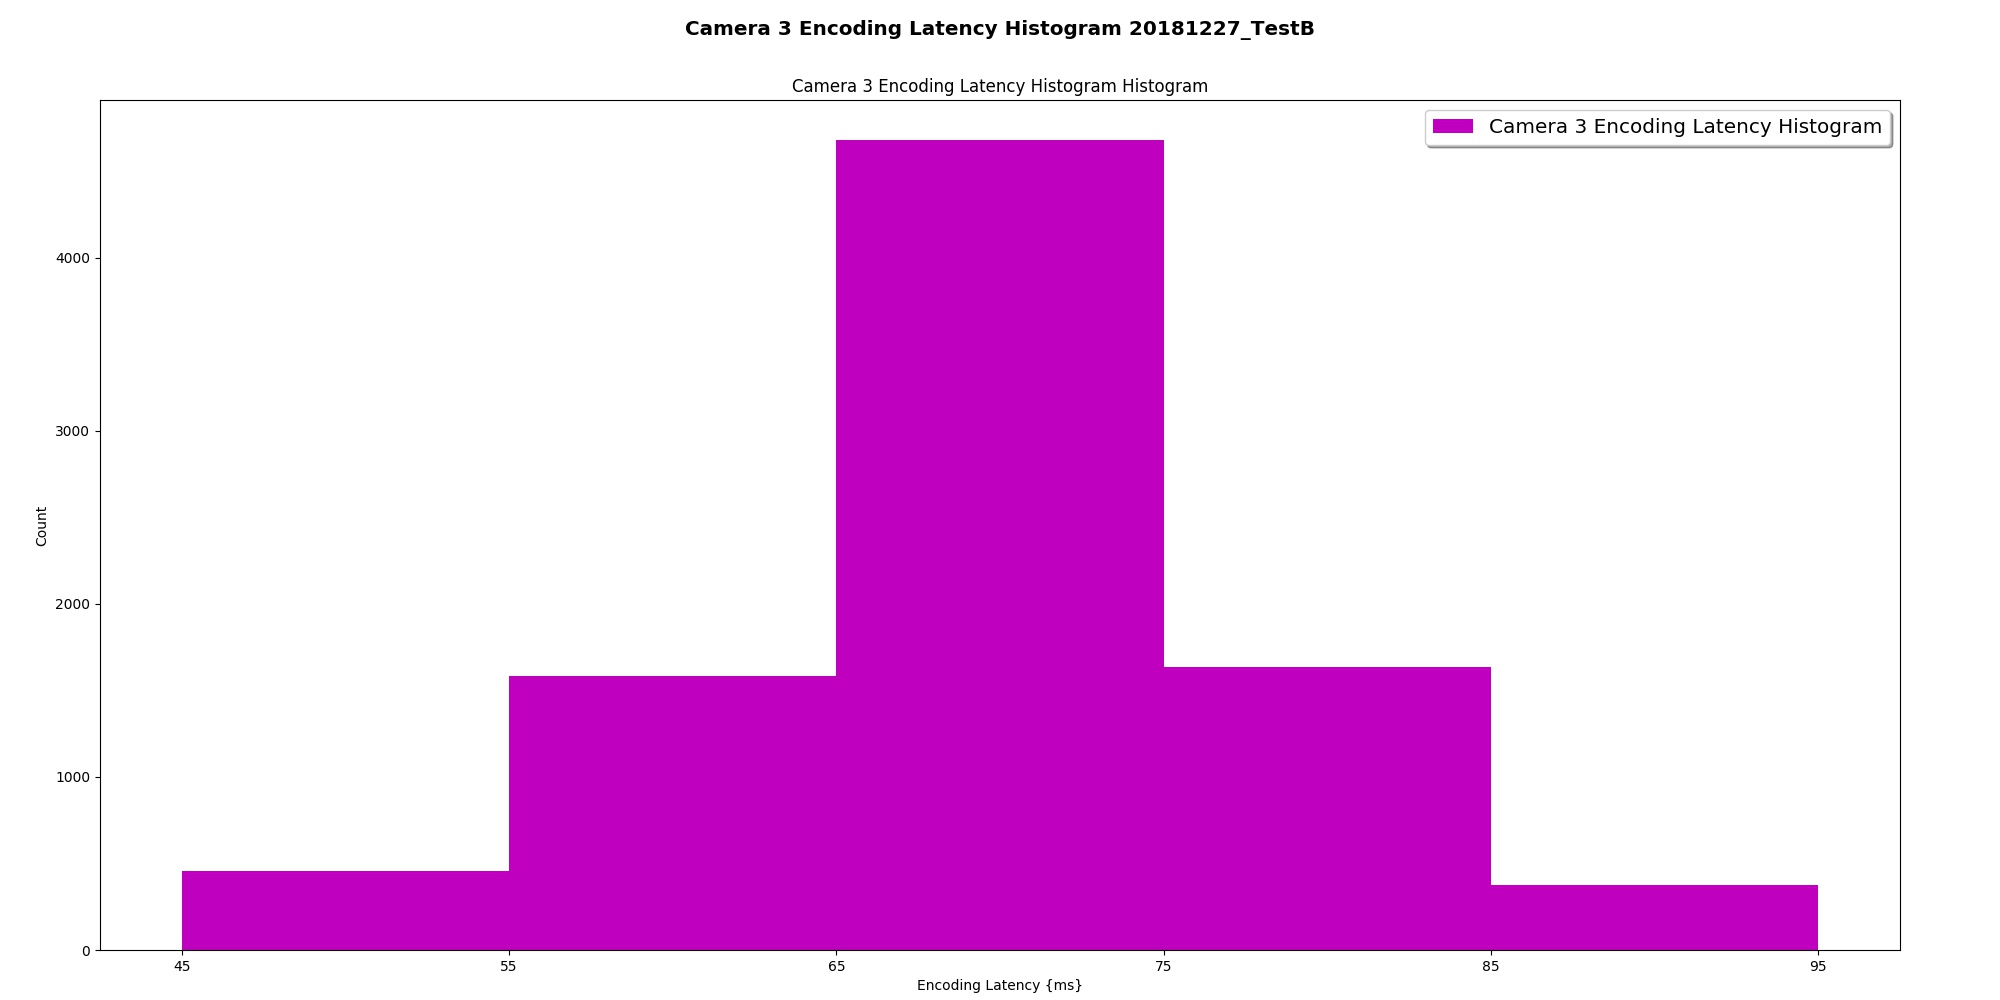 Camera 3 Encoding Latency Histogram 20181227_TestB
Camera 3 Encoding Latency Histogram Histogram
Camera 3 Encoding Latency Histogram
4000
3000
2000
1000
0
Count
45 55 65 75 85 95
Encoding Latency {ms}